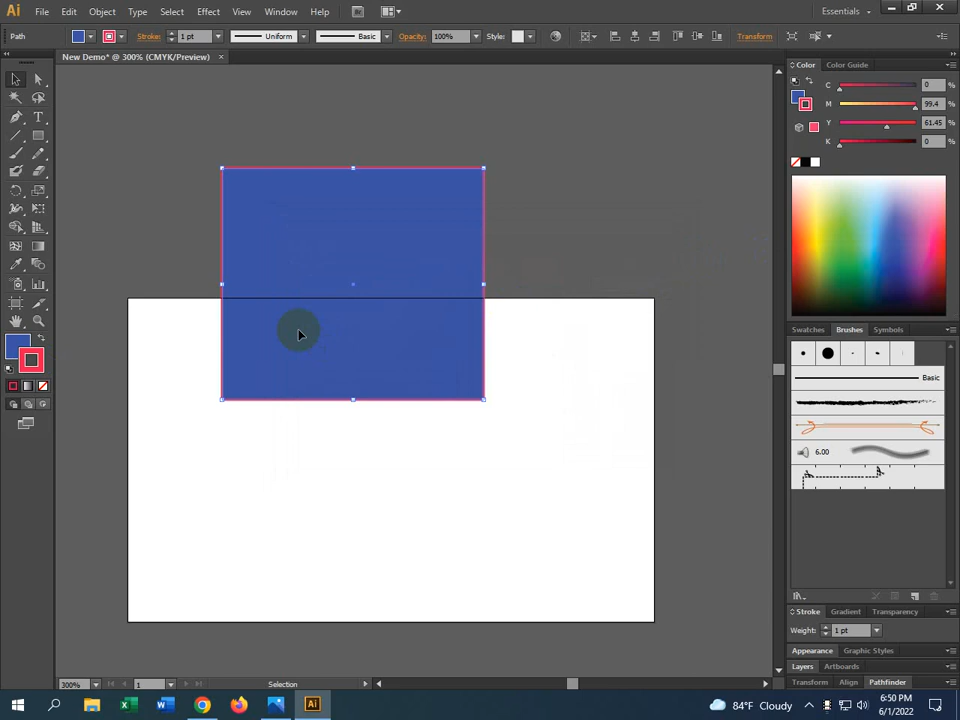 Ai File Edit Object Type Select Effect View Window Help Br Essentials
Path Stroke: 1 pt Uniform Basic Opacity: 100% Style: Transform
New Demo* @ 300% (CMYK/Preview) ×
Color Color Guide
C 0 %
M 99.4 %
Y 61.45 %
K 0 %
Swatches Brushes Symbols
Basic
6.00
Stroke Gradient Transparency
Weight: 1 pt
Appearance Graphic Styles
Layers Artboards
Transform Align Pathfinder
300% 1 Selection
84°F Cloudy
6:50 PM
6/1/2022